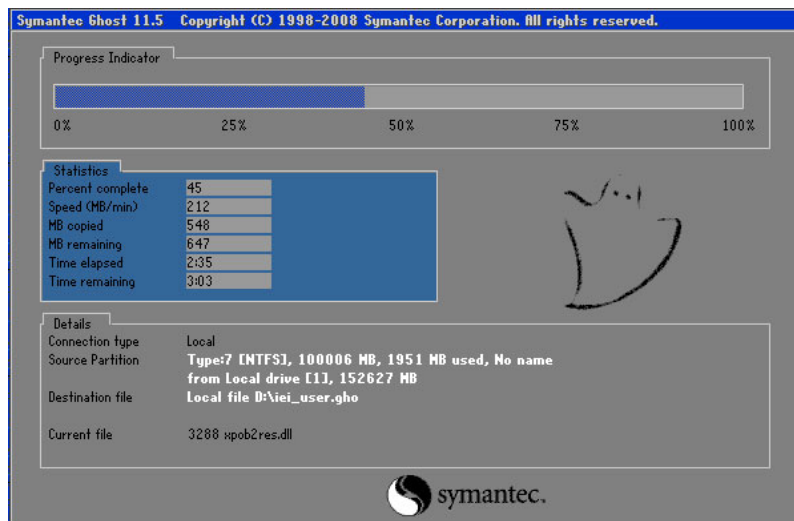 Symantec Ghost 11.5 Copyright (C) 1998-2008 Symantec Corporation. All rights reserved.
Progress Indicator
0% 25% 50% 75% 100%
Statistics
Percent complete 45
Speed (MB/min) 212
MB copied 548
MB remaining 647
Time elapsed 2:35
Time remaining 3:03
Details
Connection type Local
Source Partition Type:7 [NTFS], 100006 MB, 1951 MB used, No name
from Local drive [1], 152627 MB
Destination file Local file D:\iei_user.gho
Current file 3288 xpob2res.dll
symantec.